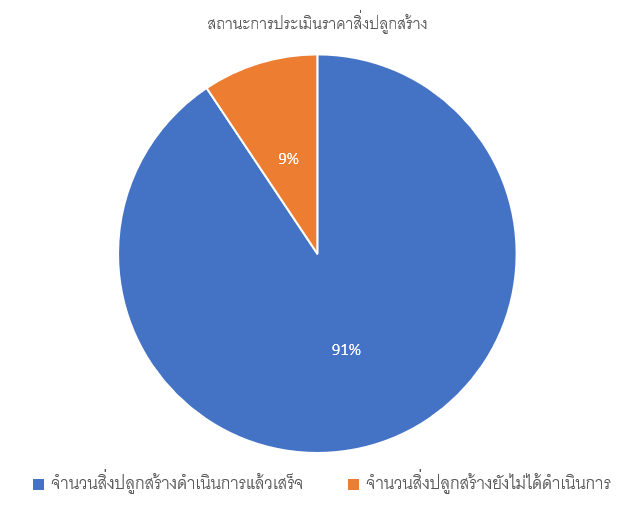 สถานะการประเมินราคาสิ่งปลูกสร้าง
9%
91%
จำนวนสิ่งปลูกสร้างดำเนินการแล้วเสร็จ
จำนวนสิ่งปลูกสร้างยังไม่ได้ดำเนินการ